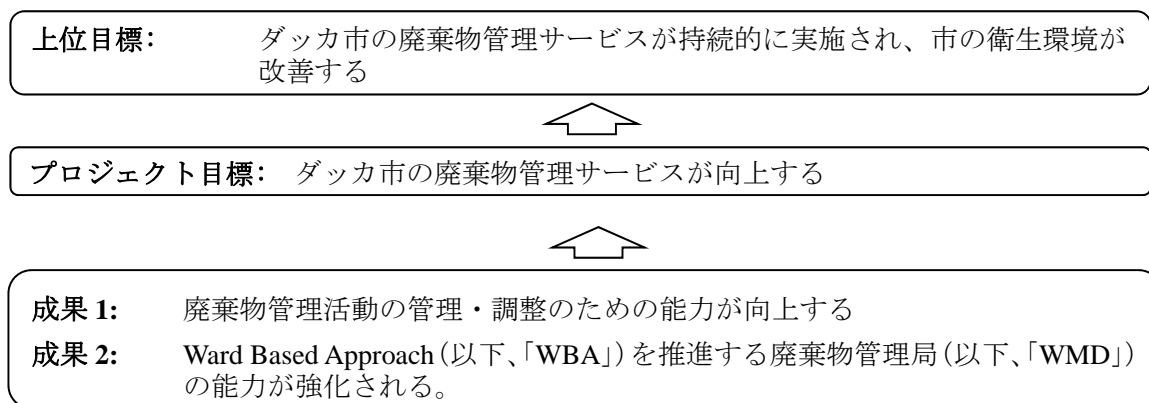 上位目標： ダッカ市の廃棄物管理サービスが持続的に実施され、市の衛生環境が
改善する
プロジェクト目標： ダッカ市の廃棄物管理サービスが向上する
成果 1: 廃棄物管理活動の管理・調整のための能力が向上する
成果 2: Ward Based Approach（以下、「WBA」）を推進する廃棄物管理局（以下、「WMD」）
の能力が強化される。